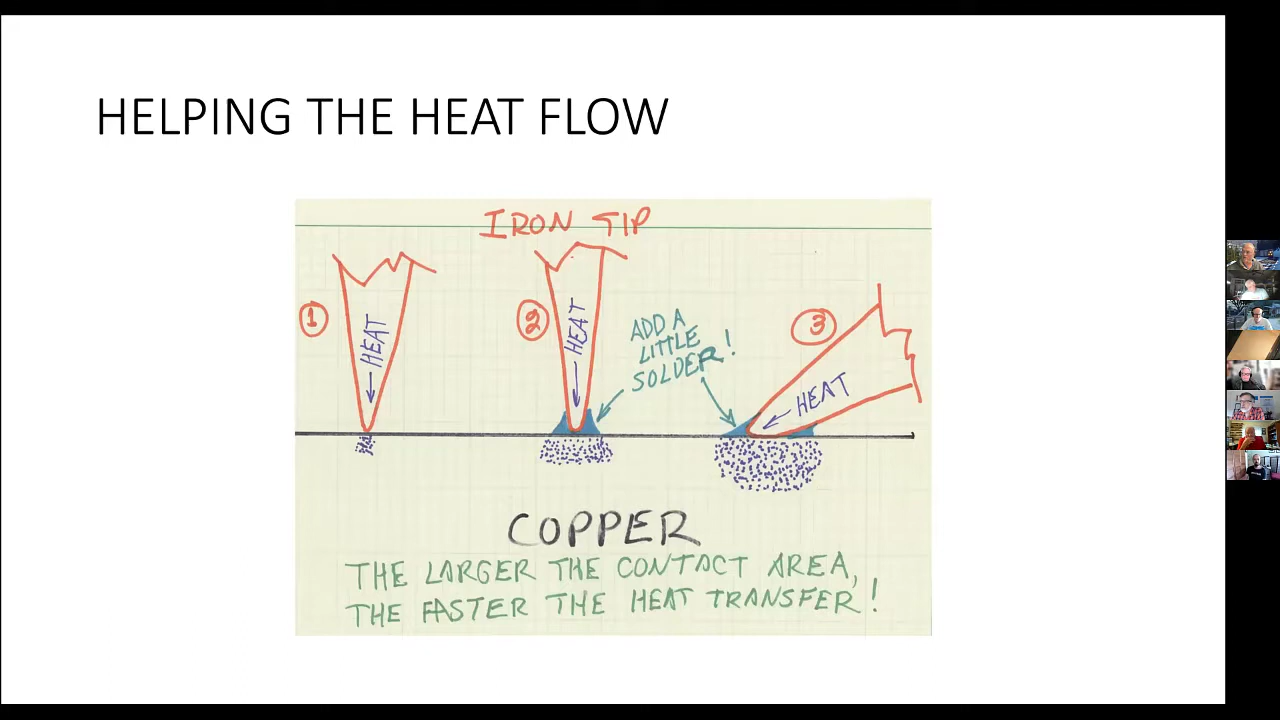 HELPING THE HEAT FLOW
IRON TIP
1
HEAT
2
HEAT
ADD A
LITTLE
SOLDER!
3
HEAT
COPPER
THE LARGER THE CONTACT AREA,
THE FASTER THE HEAT TRANSFER!